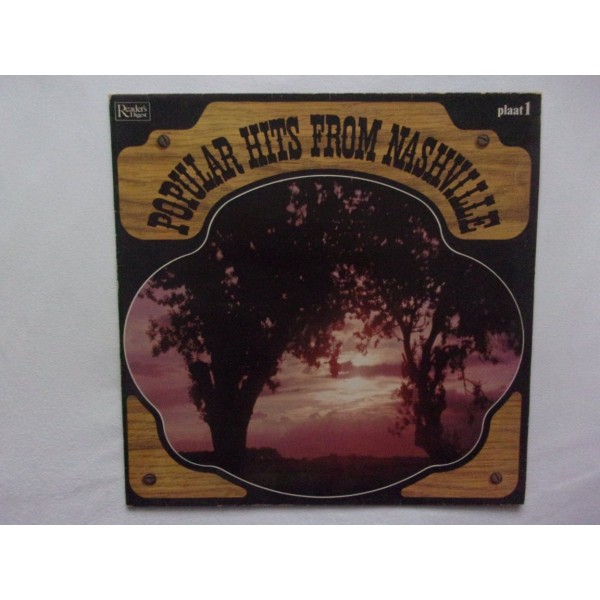 Reader's
Digest
plaat 1
POPULAR HITS FROM NASHVILLE